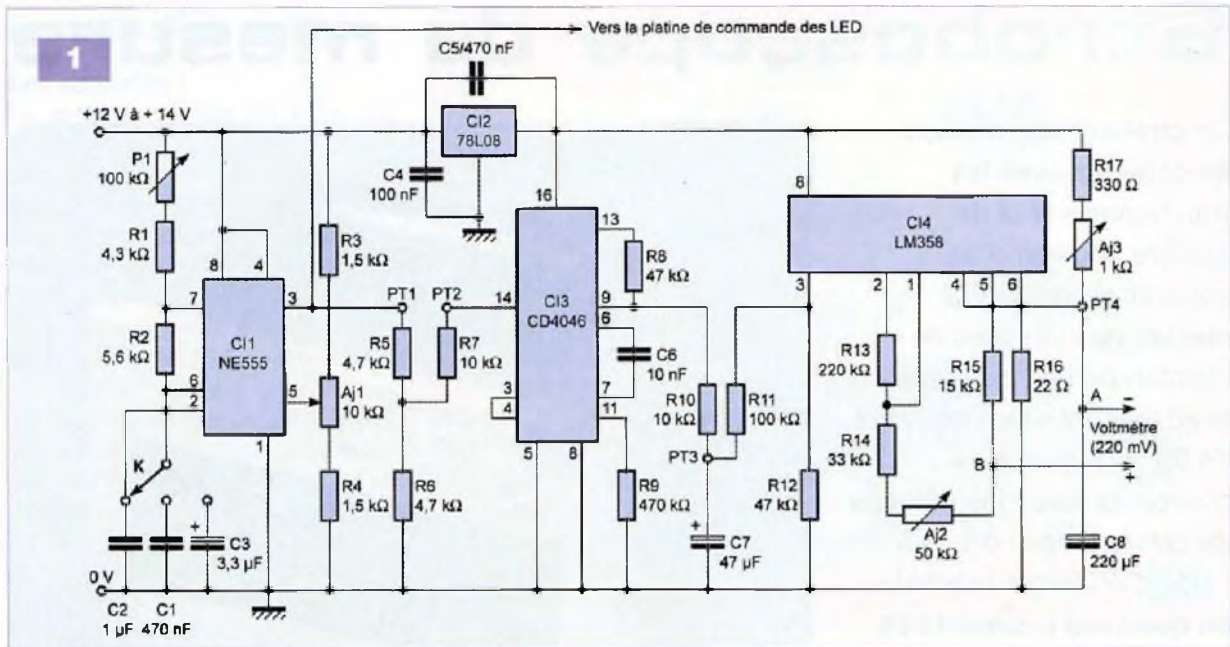 1
Vers la platine de commande des LED
C5/470 nF
+12 V à + 14 V
CI2
78L08
P1
100 kΩ
C4
100 nF
R17
330 Ω
16
6
R1
4,3 kΩ
R3
1,5 kΩ
13
CI4
LM358
Aj3
1 kΩ
8
4
R8
47 kΩ
7
3
PT1
PT2
14
CI3
CD4046
9
3
2
1
4
5
6
PT4
R2
5,6 kΩ
CI1
NE555
R5
4,7 kΩ
R7
10 kΩ
6
C6
10 nF
R13
220 kΩ
R15
15 kΩ
R16
22 Ω
6
2
5
Aj1
10 kΩ
3
4
7
11
R10
10 kΩ
R11
100 kΩ
A
–
Voltmètre
(220 mV)
1
5
8
PT3
R14
33 kΩ
B
+
K
R4
1,5 kΩ
R6
4,7 kΩ
R9
470 kΩ
R12
47 kΩ
+
C3
3,3 µF
+
C7
47 µF
Aj2
50 kΩ
C8
220 µF
0 V
C2
1 µF
C1
470 nF